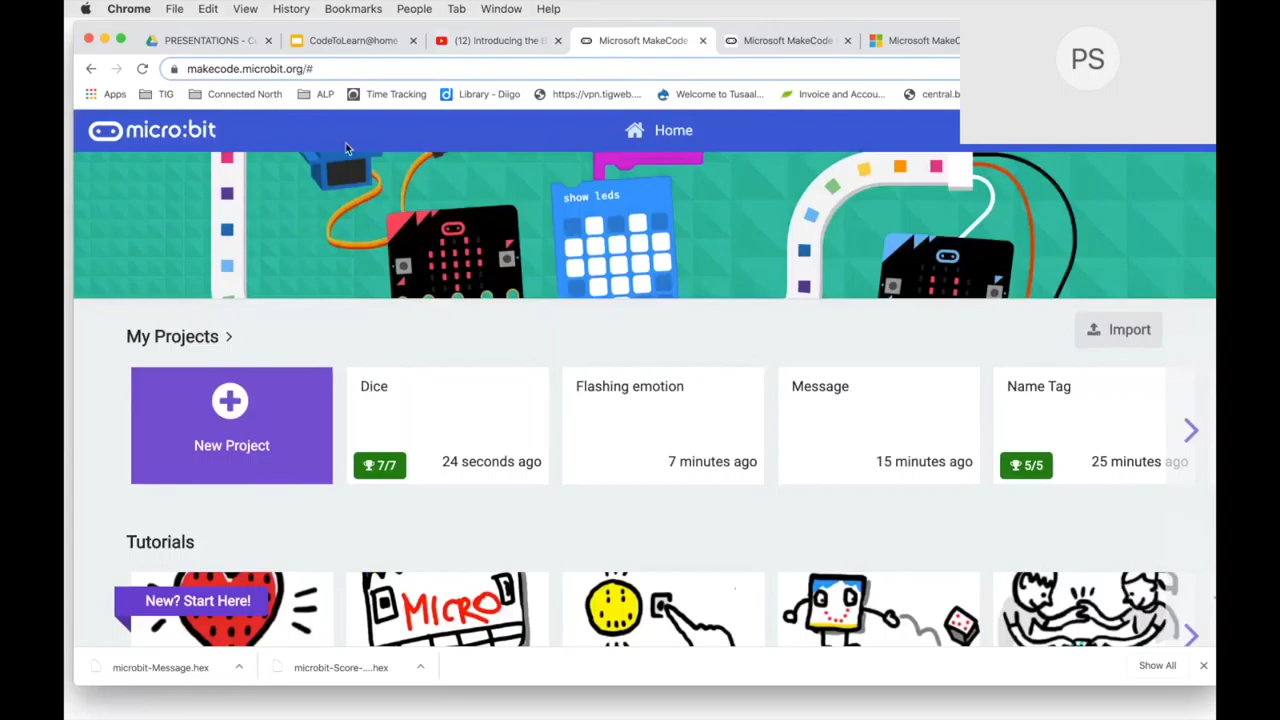 Chrome File Edit View History Bookmarks People Tab Window Help
PRESENTATIONS - C CodeToLearn@home (12) Introducing the Microsoft MakeCode Microsoft MakeCode Microsoft MakeC
makecode.microbit.org/#
Apps TIG Connected North ALP Time Tracking Library - Diigo https://vpn.tigweb.... Welcome to Tusaal... Invoice and Accou... central.b
PS
micro:bit Home
show leds
My Projects >
Import
New Project
Dice
7/7 24 seconds ago
Flashing emotion
7 minutes ago
Message
15 minutes ago
Name Tag
5/5 25 minutes ago
Tutorials
New? Start Here!
MICRO
microbit-Message.hex microbit-Score-....hex Show All